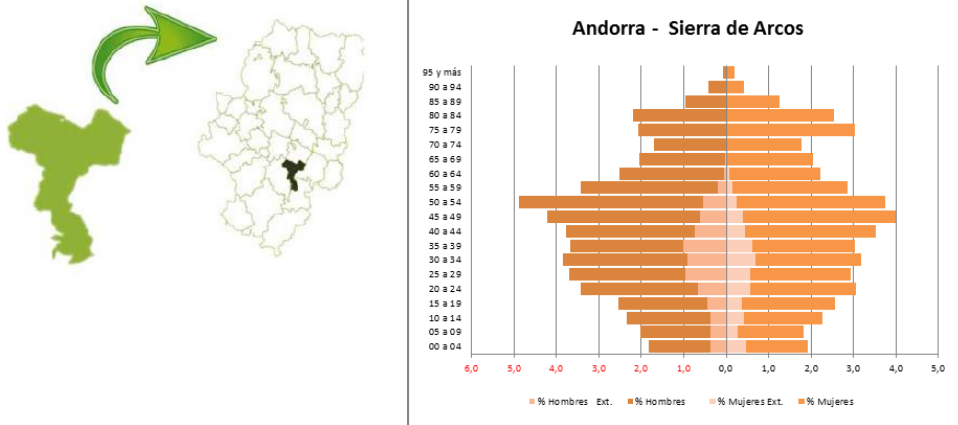 Andorra - Sierra de Arcos
95 y más
90 a 94
85 a 89
80 a 84
75 a 79
70 a 74
65 a 69
60 a 64
55 a 59
50 a 54
45 a 49
40 a 44
35 a 39
30 a 34
25 a 29
20 a 24
15 a 19
10 a 14
05 a 09
00 a 04
6,0 5,0 4,0 3,0 2,0 1,0 0,0 1,0 2,0 3,0 4,0 5,0
% Hombres Ext. % Hombres % Mujeres Ext. % Mujeres